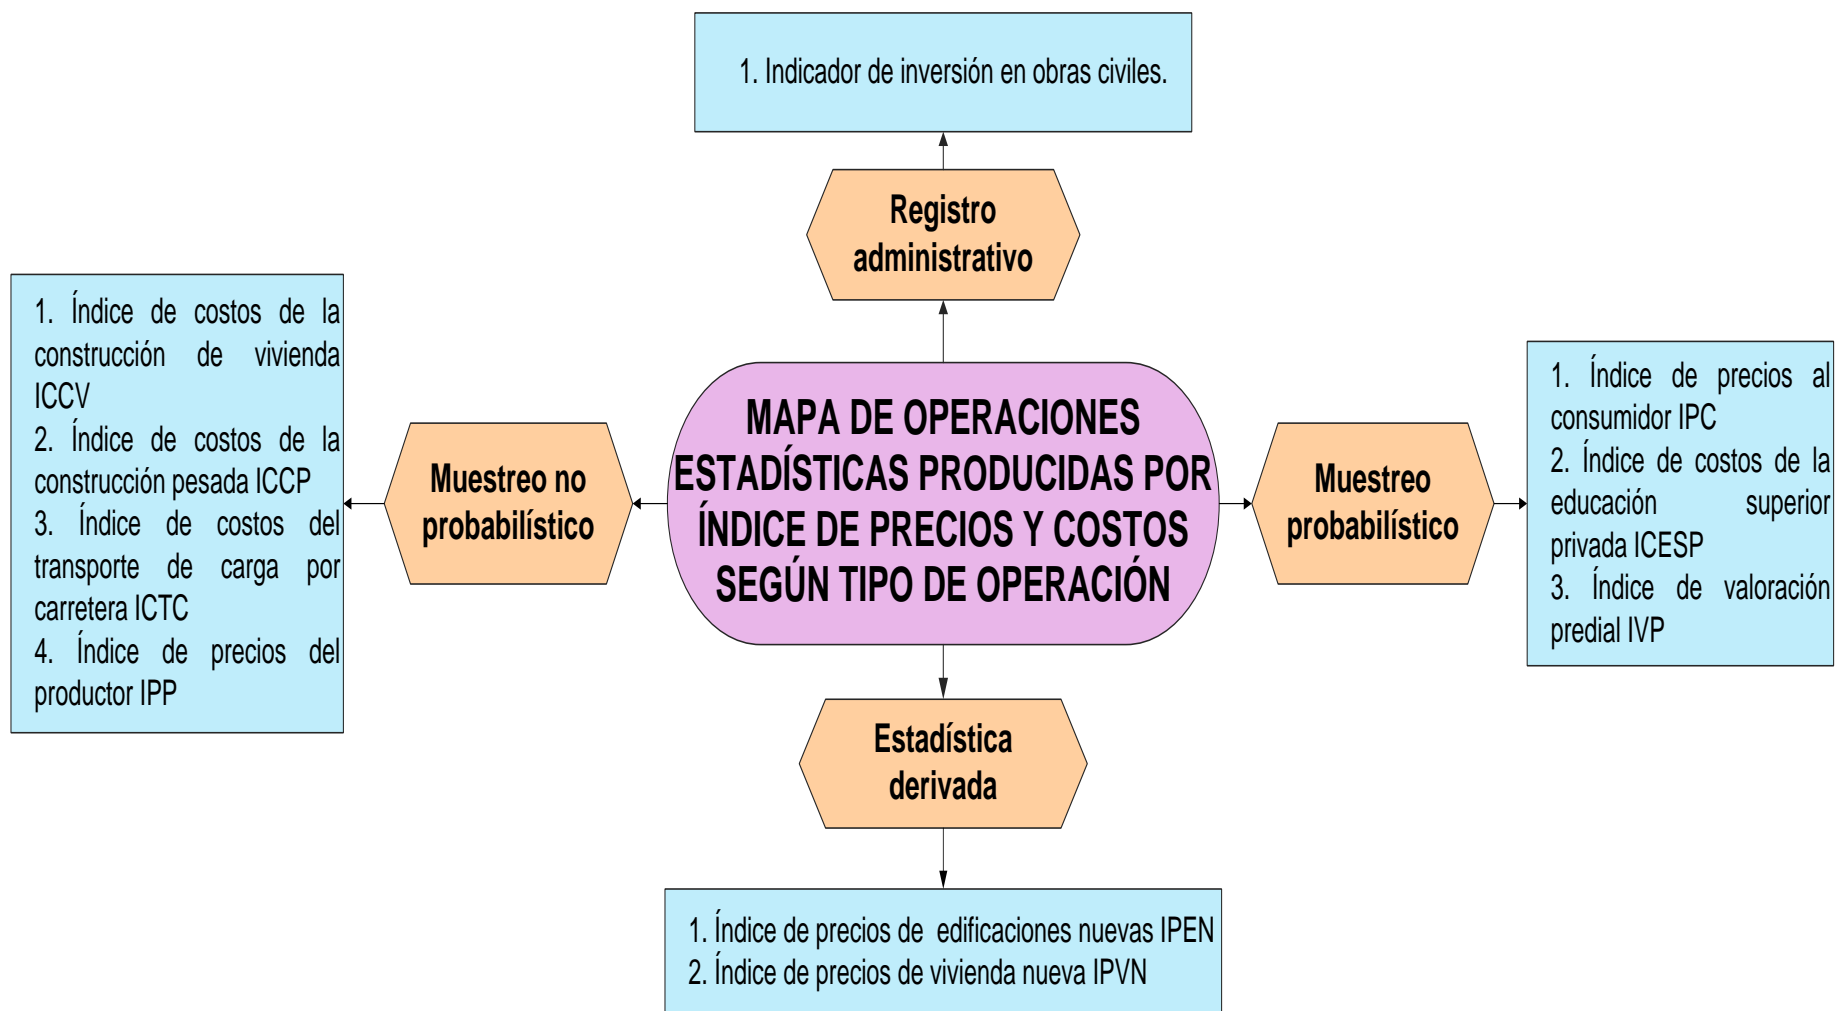 1. Indicador de inversión en obras civiles.
Registro
administrativo
1. Índice de costos de la
construcción de vivienda
ICCV
2. Índice de costos de la
construcción pesada ICCP
3. Índice de costos del
transporte de carga por
carretera ICTC
4. Índice de precios del
productor IPP
Muestreo no
probabilístico
MAPA DE OPERACIONES
ESTADÍSTICAS PRODUCIDAS POR
ÍNDICE DE PRECIOS Y COSTOS
SEGÚN TIPO DE OPERACIÓN
Muestreo
probabilístico
1. Índice de precios al
consumidor IPC
2. Índice de costos de la
educación superior
privada ICESP
3. Índice de valoración
predial IVP
Estadística
derivada
1. Índice de precios de edificaciones nuevas IPEN
2. Índice de precios de vivienda nueva IPVN